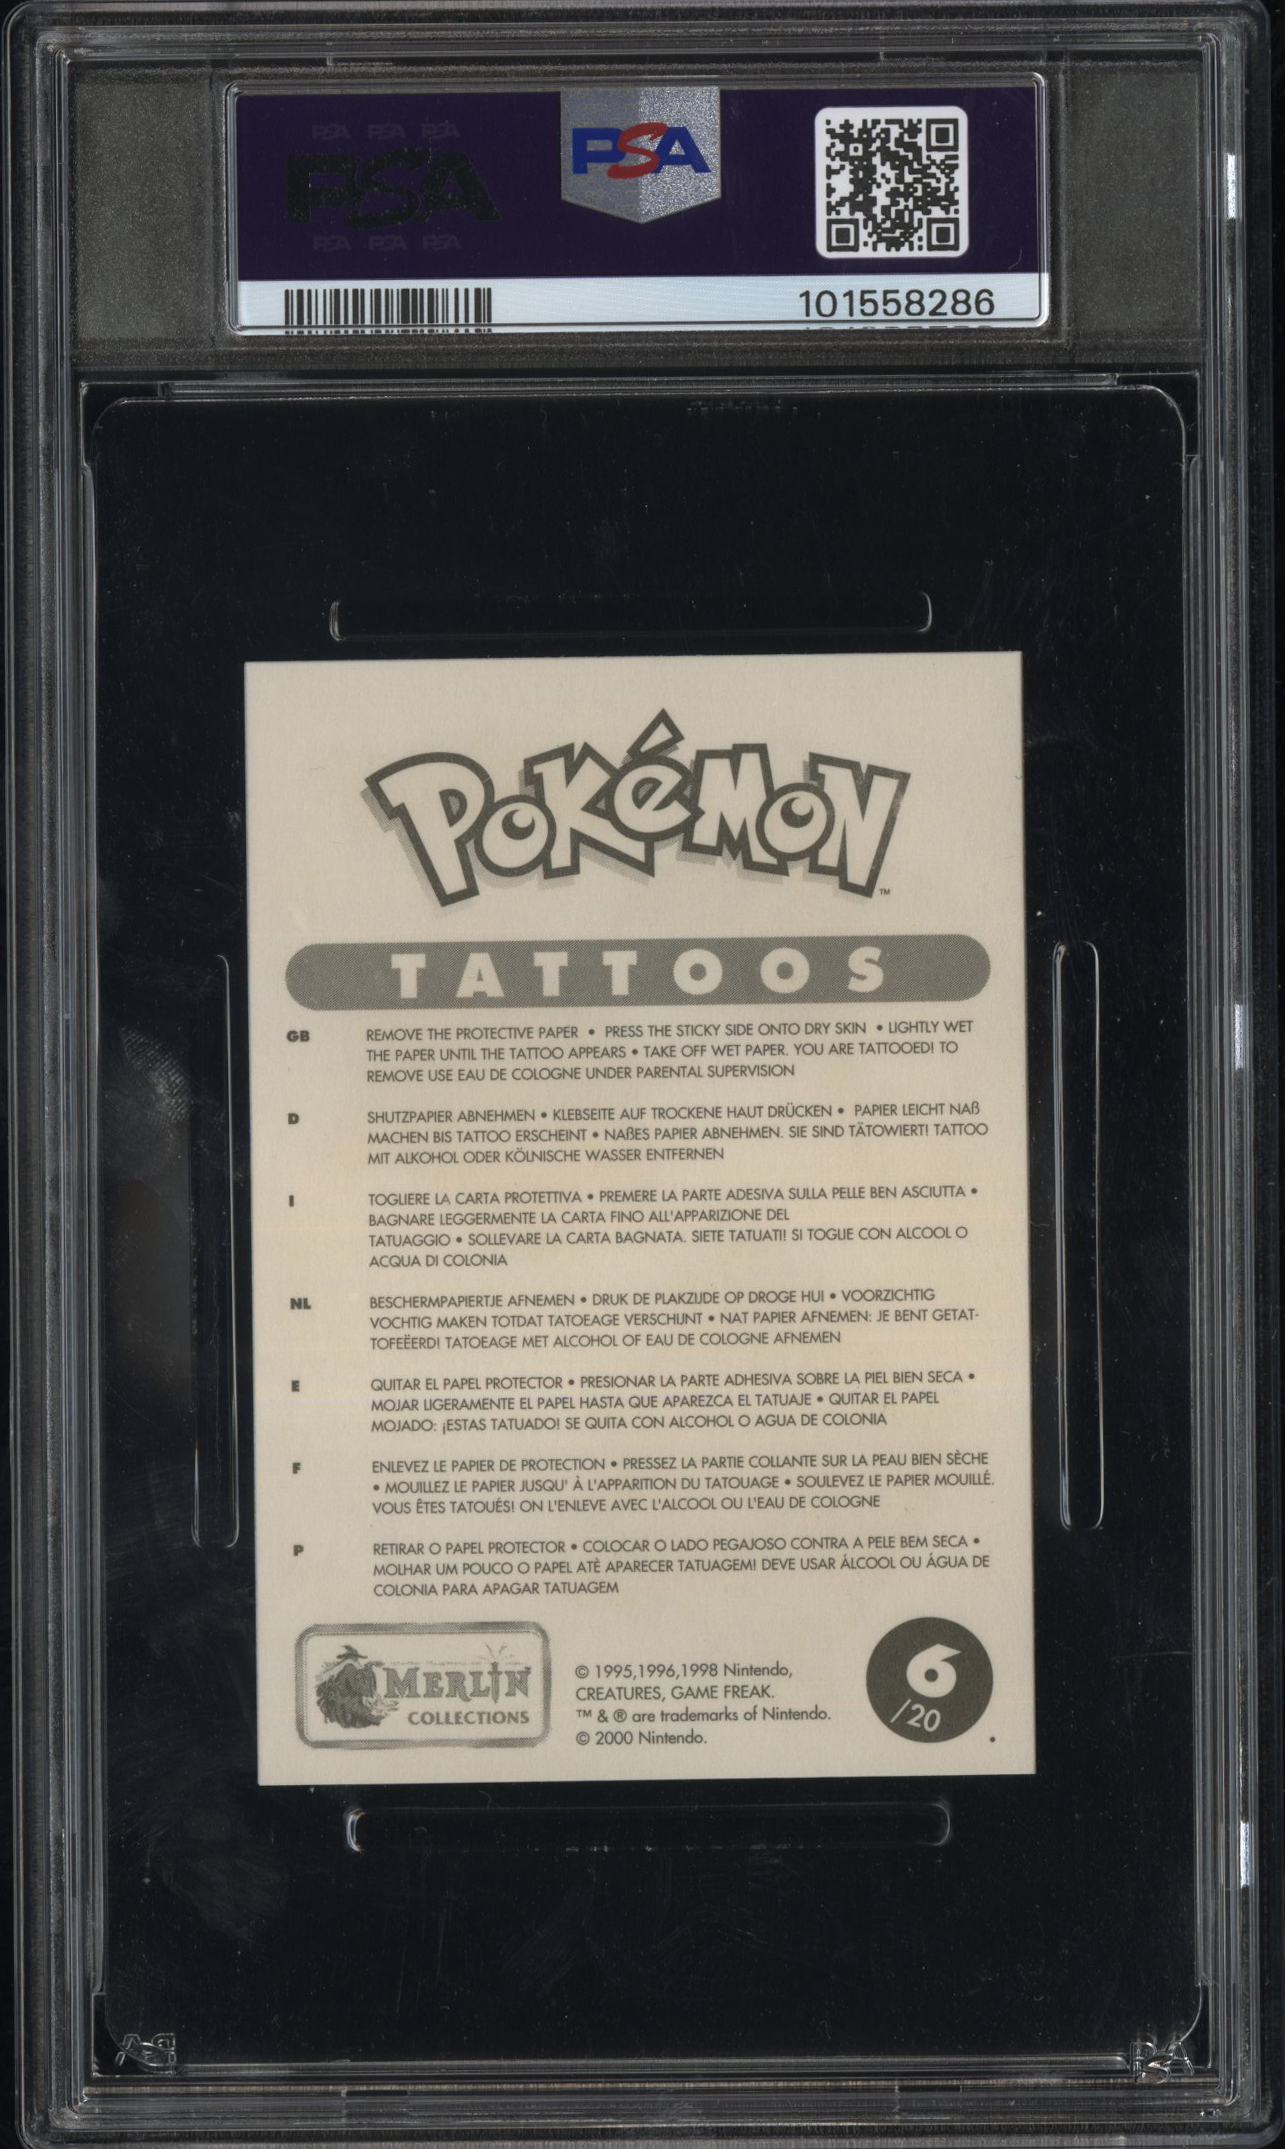 PSA PSA PSA
PSA
PSA PSA PSA
PSA
101558286
POKéMON
™
TATTOOS
GB
REMOVE THE PROTECTIVE PAPER • PRESS THE STICKY SIDE ONTO DRY SKIN • LIGHTLY WET
THE PAPER UNTIL THE TATTOO APPEARS • TAKE OFF WET PAPER. YOU ARE TATTOOED! TO
REMOVE USE EAU DE COLOGNE UNDER PARENTAL SUPERVISION
D
SHUTZPAPIER ABNEHMEN • KLEBSEITE AUF TROCKENE HAUT DRÜCKEN • PAPIER LEICHT NAß
MACHEN BIS TATTOO ERSCHEINT • NAßES PAPIER ABNEHMEN. SIE SIND TÄTOWIERT! TATTOO
MIT ALKOHOL ODER KÖLNISCHE WASSER ENTFERNEN
I
TOGLIERE LA CARTA PROTETTIVA • PREMERE LA PARTE ADESIVA SULLA PELLE BEN ASCIUTTA •
BAGNARE LEGGERMENTE LA CARTA FINO ALL'APPARIZIONE DEL
TATUAGGIO • SOLLEVARE LA CARTA BAGNATA. SIETE TATUATI! SI TOGLIE CON ALCOOL O
ACQUA DI COLONIA
NL
BESCHERMPAPIERTJE AFNEMEN • DRUK DE PLAKZIJDE OP DROGE HUI • VOORZICHTIG
VOCHTIG MAKEN TOTDAT TATOEAGE VERSCHIJNT • NAT PAPIER AFNEMEN: JE BENT GETAT-
TOFEËERD! TATOEAGE MET ALCOHOL OF EAU DE COLOGNE AFNEMEN
E
QUITAR EL PAPEL PROTECTOR • PRESIONAR LA PARTE ADHESIVA SOBRE LA PIEL BIEN SECA •
MOJAR LIGERAMENTE EL PAPEL HASTA QUE APAREZCA EL TATUAJE • QUITAR EL PAPEL
MOJADO: ¡ESTAS TATUADO! SE QUITA CON ALCOHOL O AGUA DE COLONIA
F
ENLEVEZ LE PAPIER DE PROTECTION • PRESSEZ LA PARTIE COLLANTE SUR LA PEAU BIEN SÈCHE
• MOUILLEZ LE PAPIER JUSQU' À L'APPARITION DU TATOUAGE • SOULEVEZ LE PAPIER MOUILLÉ.
VOUS ÊTES TATOUÉS! ON L'ENLEVE AVEC L'ALCOOL OU L'EAU DE COLOGNE
P
RETIRAR O PAPEL PROTECTOR • COLOCAR O LADO PEGAJOSO CONTRA A PELE BEM SECA •
MOLHAR UM POUCO O PAPEL ATÈ APARECER TATUAGEM! DEVE USAR ÁLCOOL OU ÁGUA DE
COLONIA PARA APAGAR TATUAGEM
MERLIN
COLLECTIONS
© 1995,1996,1998 Nintendo,
CREATURES, GAME FREAK.
™ & ® are trademarks of Nintendo.
© 2000 Nintendo.
6
/20
PSA
PSA